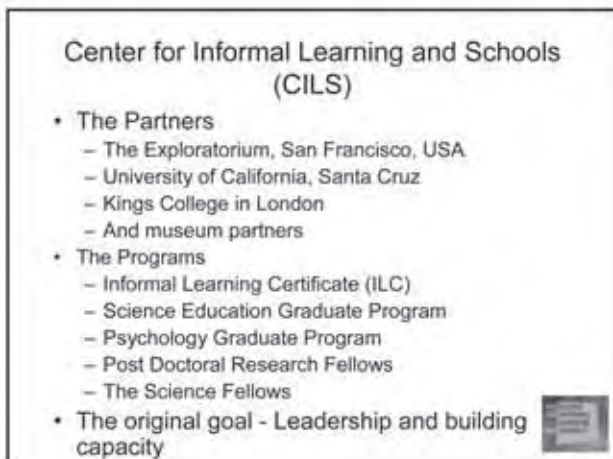 Center for Informal Learning and Schools
(CILS)
• The Partners
– The Exploratorium, San Francisco, USA
– University of California, Santa Cruz
– Kings College in London
– And museum partners
• The Programs
– Informal Learning Certificate (ILC)
– Science Education Graduate Program
– Psychology Graduate Program
– Post Doctoral Research Fellows
– The Science Fellows
• The original goal - Leadership and building
capacity